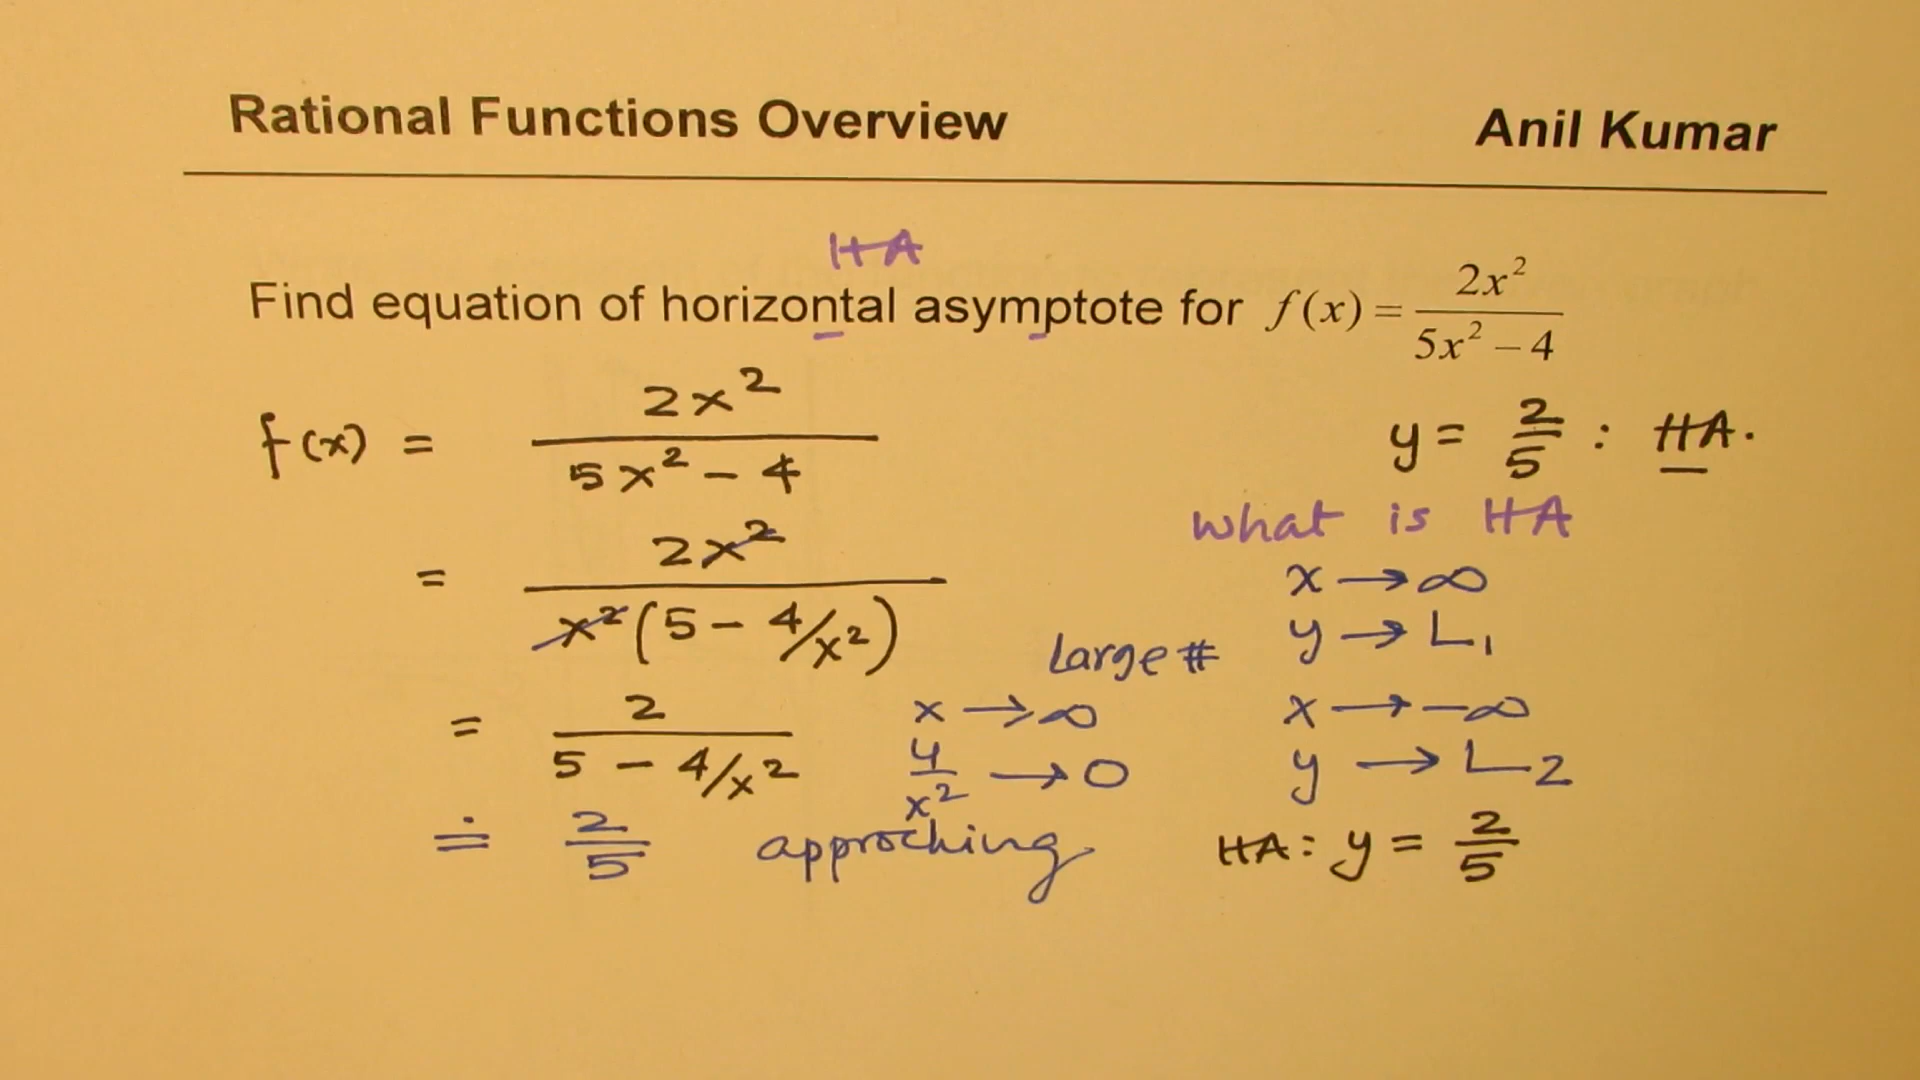 Rational Functions Overview Anil Kumar
HA
Find equation of horizontal asymptote for f(x) = 2x² / 5x² – 4
f(x) = 2x² / 5x² – 4
y = 2/5 : HA.
= 2x² / x²(5 – 4/x²)
What is HA
x → ∞
y → L₁
Large #
= 2 / 5 – 4/x²
x → ∞
4/x² → 0
x → –∞
y → L₂
≐ 2/5 approching
HA: y = 2/5